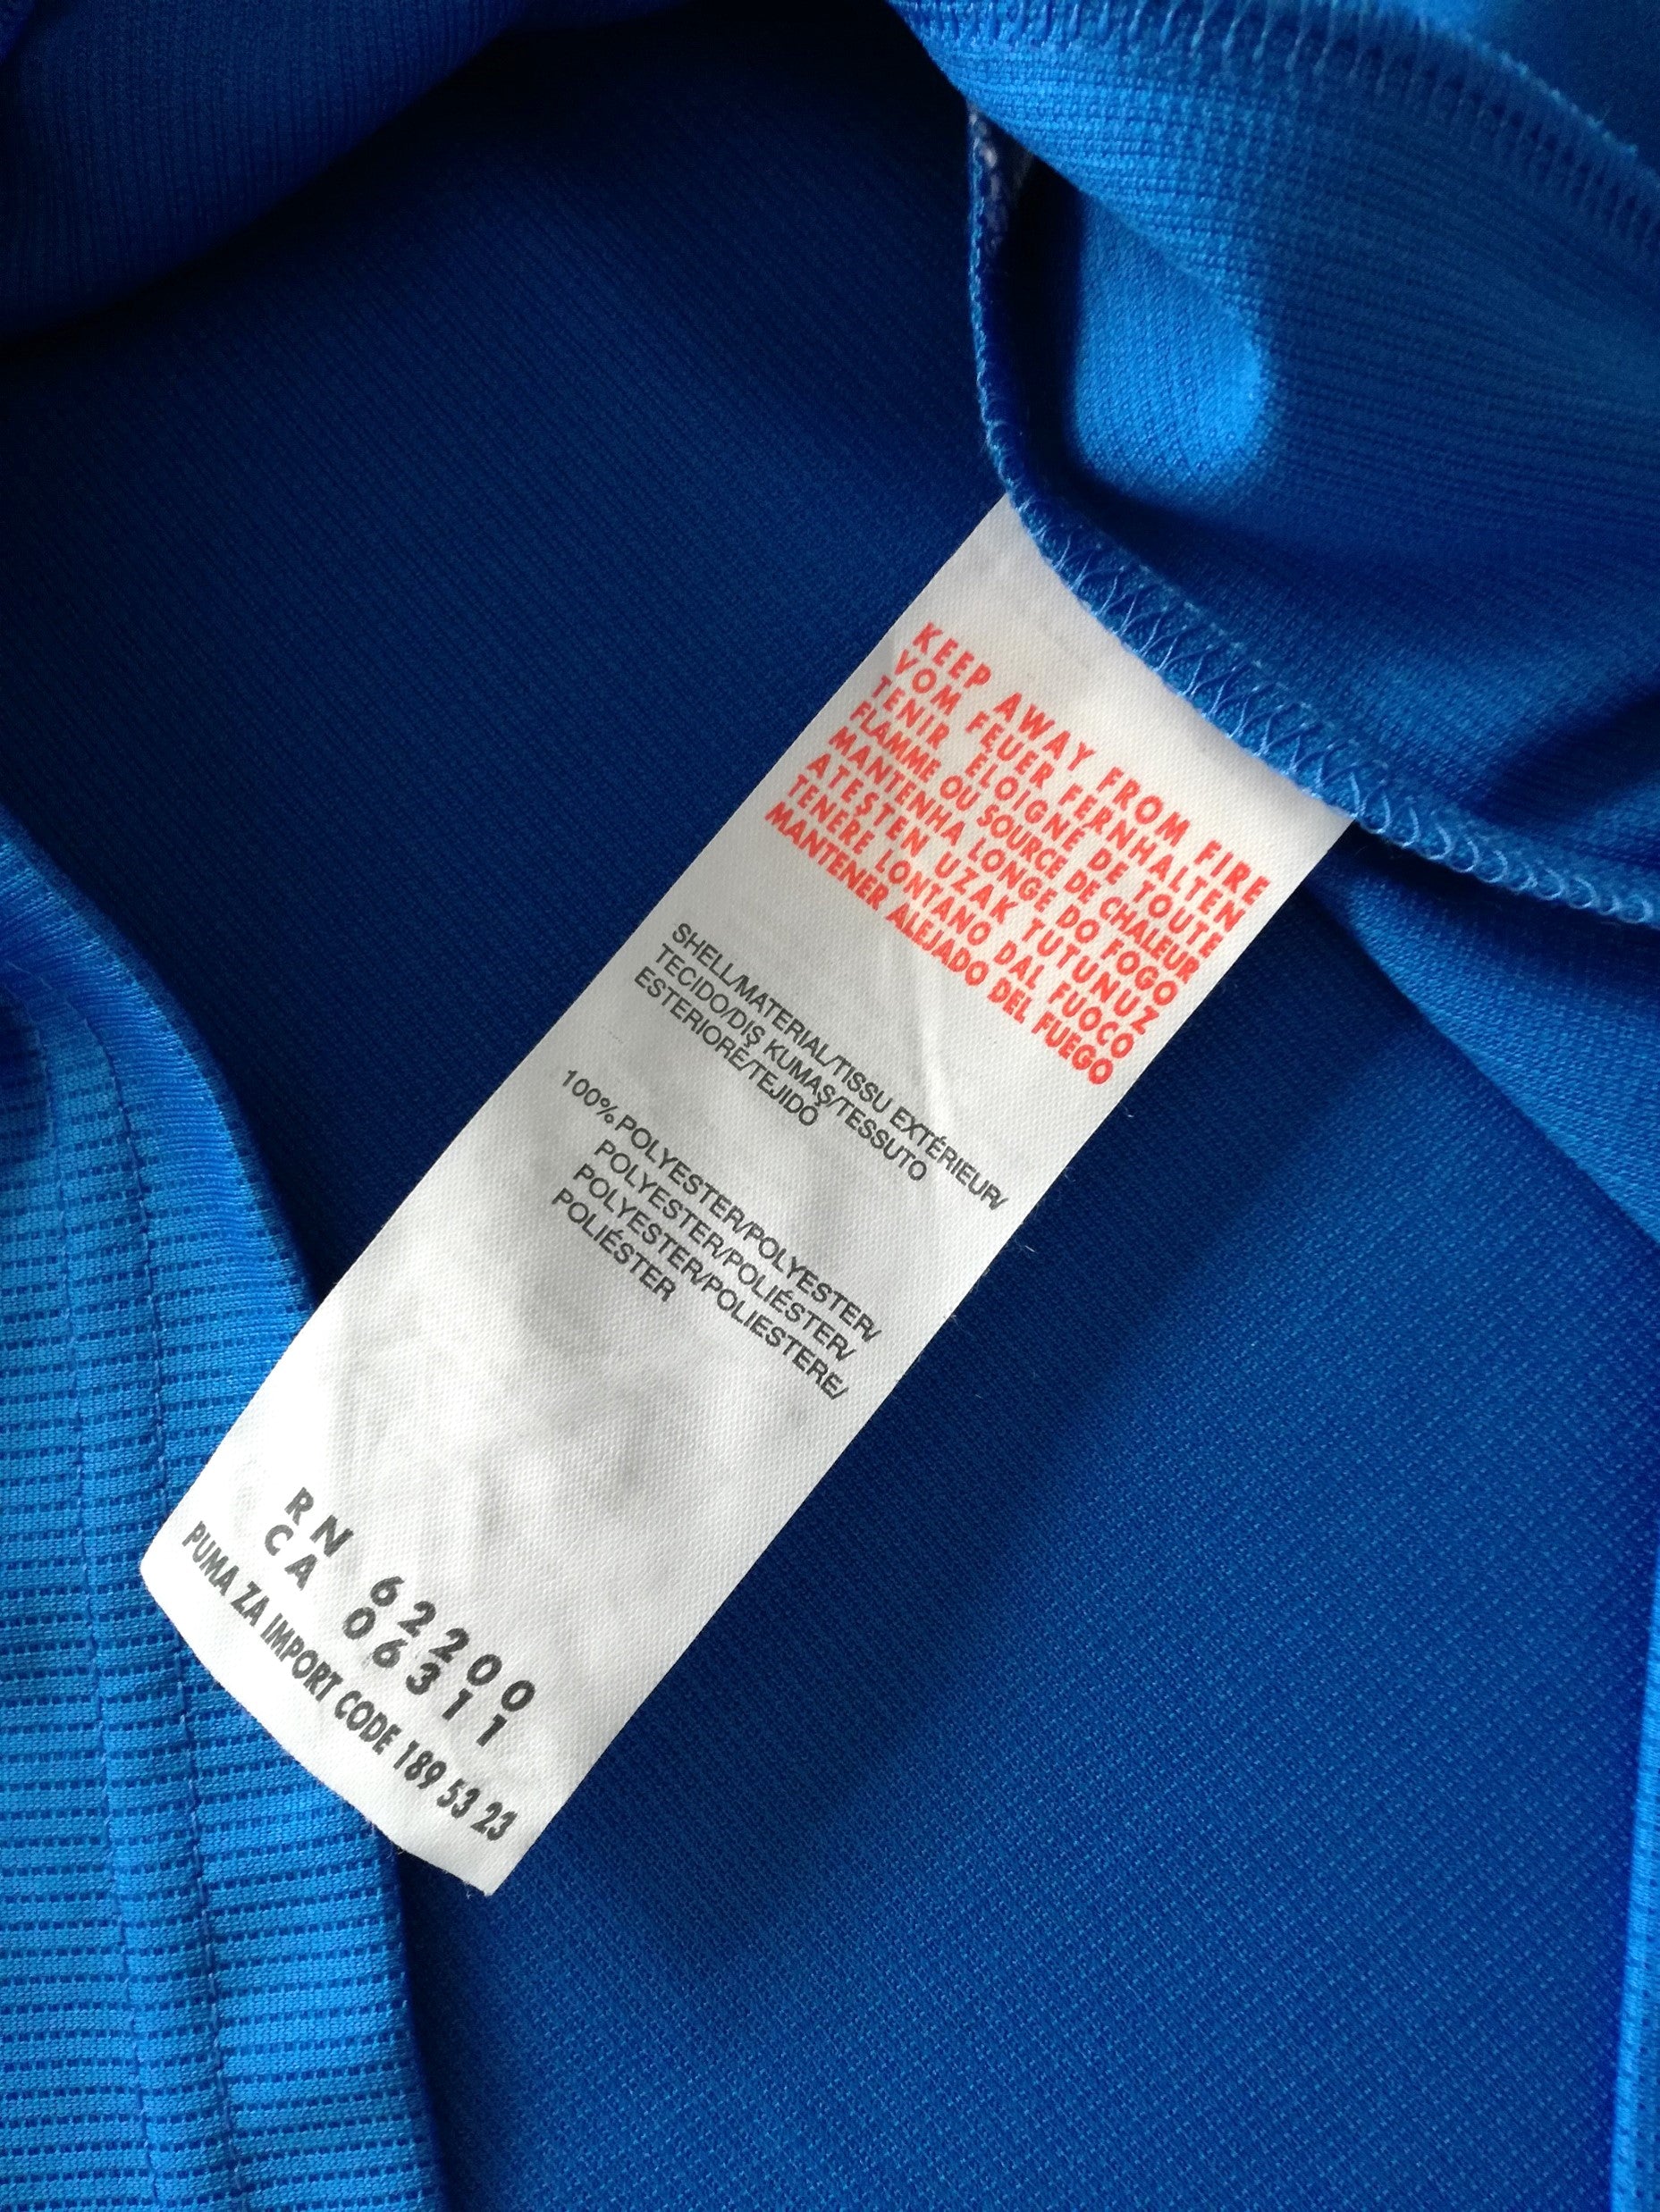 KEEP AWAY FROM FIRE
VOM FEUER FERNHALTEN
TENIR ÉLOIGNÉ DE TOUTE
FLAMME OU SOURCE DE CHALEUR
MANTENHA LONGE DO FOGO
ATEŞTEN UZAK TUTUNUZ
TENERE LONTANO DAL FUOCO
MANTENER ALEJADO DEL FUEGO
SHELL/MATERIAL/TISSU EXTÉRIEUR/
TECIDO/DIŞ KUMAŞ/TESSUTO
ESTERIORE/TEJIDO
100% POLYESTER/POLYESTER/
POLYESTER/POLIÉSTER/
POLYESTER/POLIESTERE/
POLIÉSTER
RN 62200
CA 06311
PUMA ZA IMPORT CODE 189 53 23